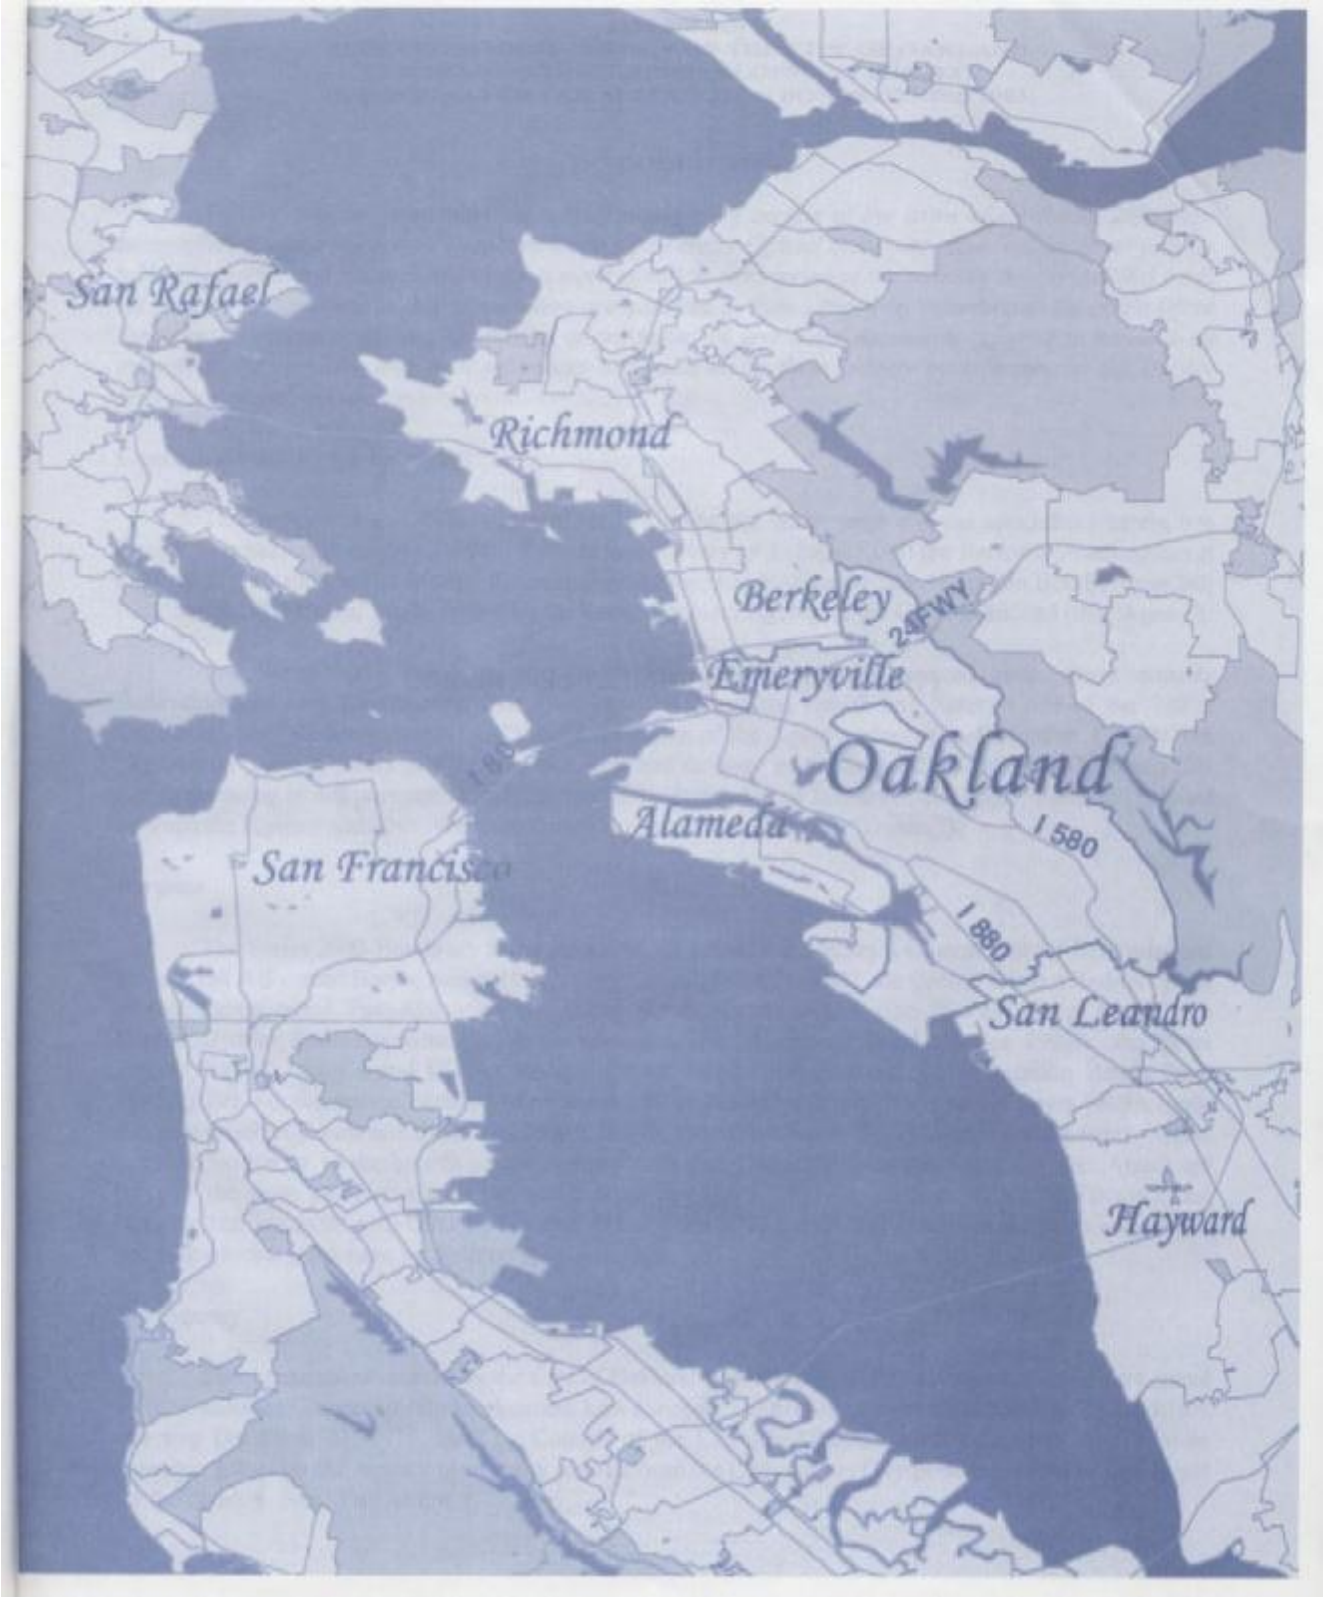 San Rafael
Richmond
Berkeley
24FWY
Emeryville
Oakland
I 80
Alameda
I 580
San Francisco
I 880
San Leandro
Hayward